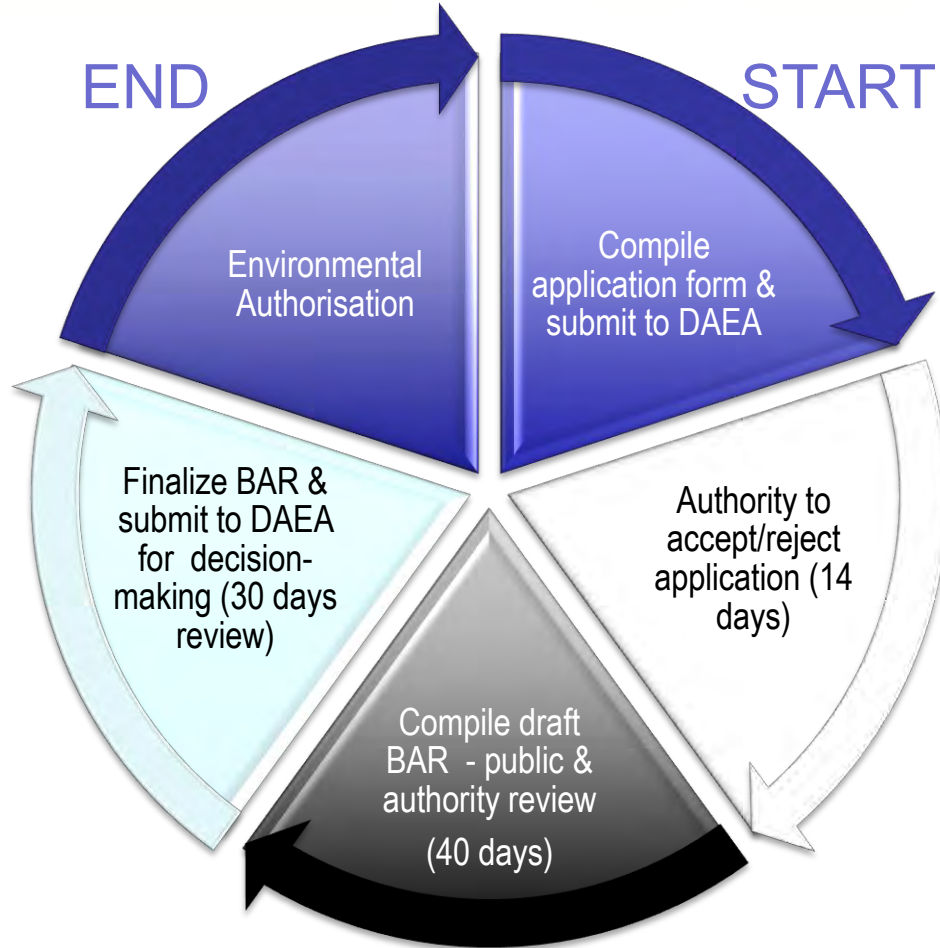 END
START
Compile
application form &
submit to DAEA
Authority to
accept/reject
application (14
days)
Compile draft
BAR - public &
authority review
(40 days)
Finalize BAR &
submit to DAEA
for decision-
making (30 days
review)
Environmental
Authorisation